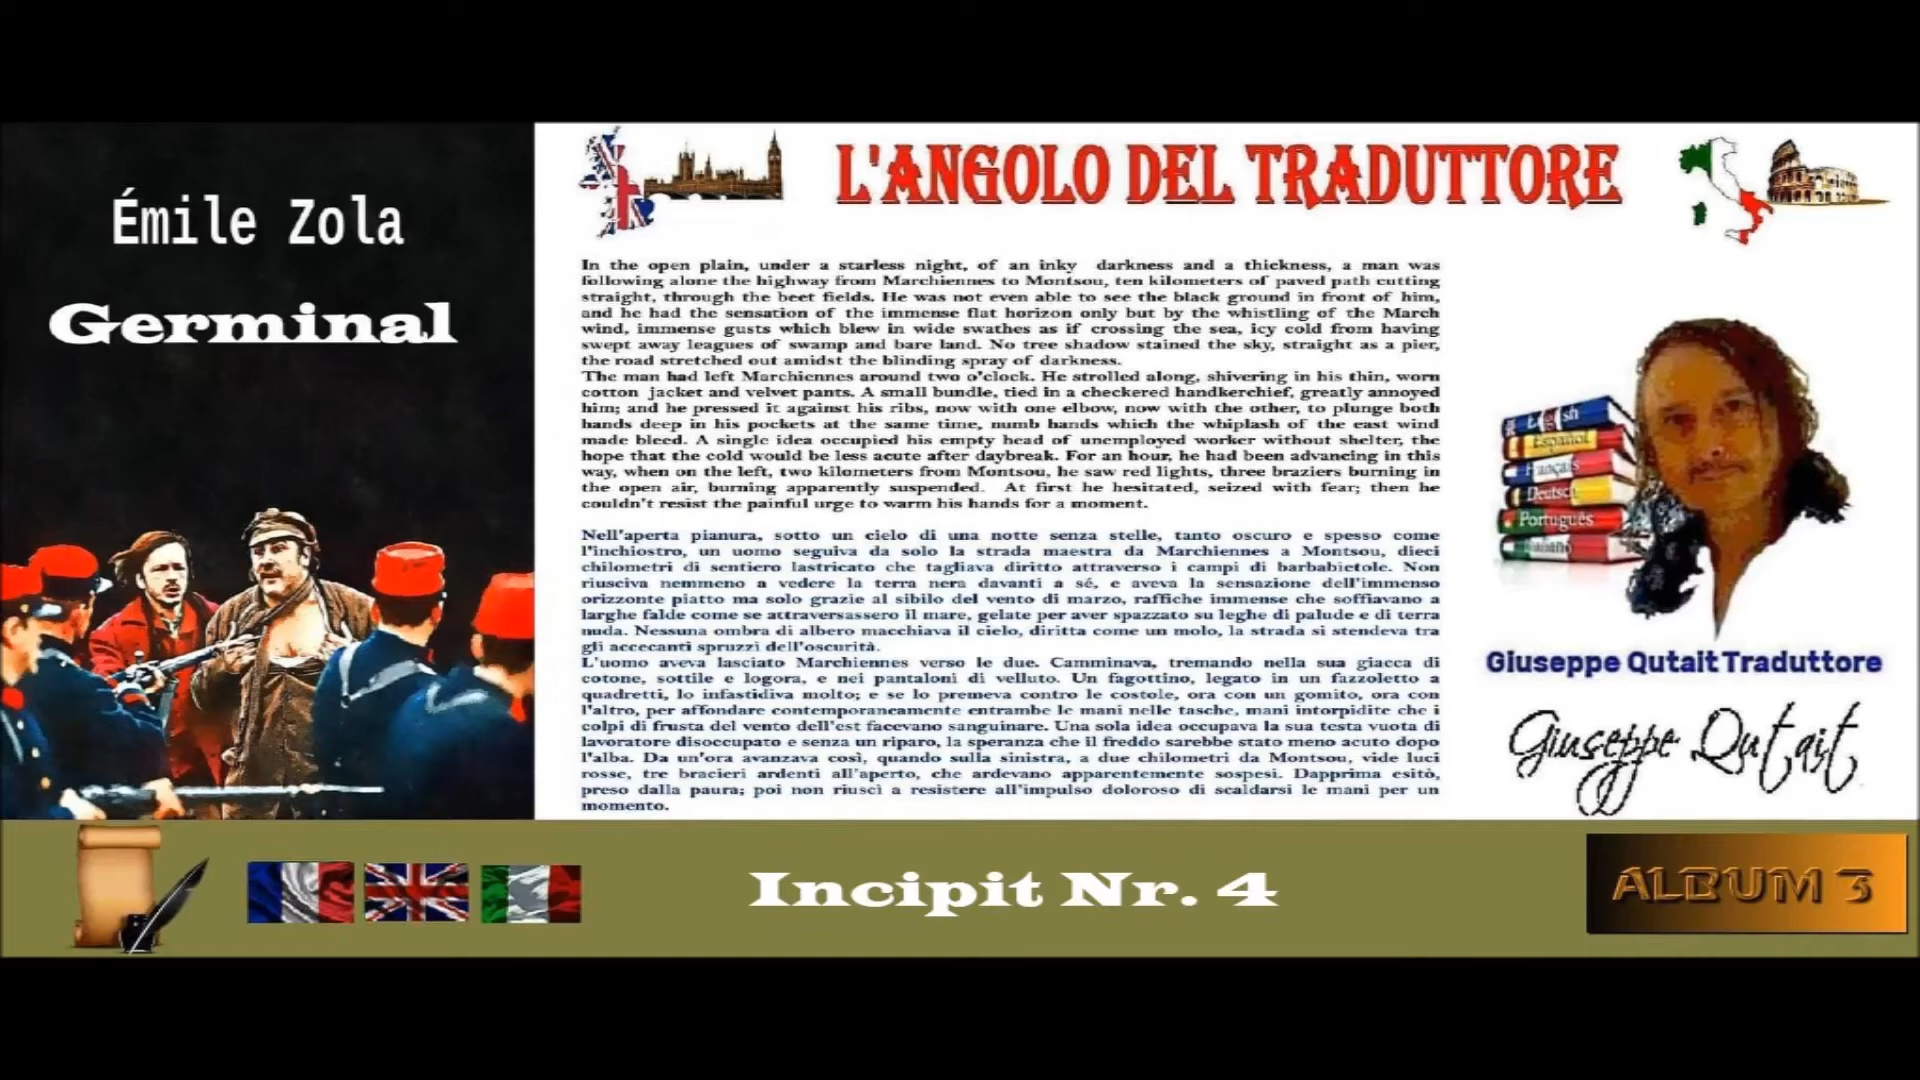 Émile Zola
Germinal
L'ANGOLO DEL TRADUTTORE
In the open plain, under a starless night, of an inky darkness and a thickness, a man was
following alone the highway from Marchiennes to Montsou, ten kilometers of paved path cutting
straight, through the beet fields. He was not even able to see the black ground in front of him,
and he had the sensation of the immense flat horizon only but by the whistling of the March
wind, immense gusts which blew in wide swathes as if crossing the sea, icy cold from having
swept away leagues of swamp and bare land. No tree shadow stained the sky, straight as a pier,
the road stretched out amidst the blinding spray of darkness.
The man had left Marchiennes around two o'clock. He strolled along, shivering in his thin, worn
cotton jacket and velvet pants. A small bundle, tied in a checkered handkerchief, greatly annoyed
him; and he pressed it against his ribs, now with one elbow, now with the other, to plunge both
hands deep in his pockets at the same time, numb hands which the whiplash of the east wind
made bleed. A single idea occupied his empty head of unemployed worker without shelter, the
hope that the cold would be less acute after daybreak. For an hour, he had been advancing in this
way, when on the left, two kilometers from Montsou, he saw red lights, three braziers burning in
the open air, burning apparently suspended. At first he hesitated, seized with fear; then he
couldn't resist the painful urge to warm his hands for a moment.
Nell'aperta pianura, sotto un cielo di una notte senza stelle, tanto oscuro e spesso come
l'inchiostro, un uomo seguiva da solo la strada maestra da Marchiennes a Montsou, dieci
chilometri di sentiero lastricato che tagliava diritto attraverso i campi di barbabietole. Non
riusciva nemmeno a vedere la terra nera davanti a sé, e aveva la sensazione dell'immenso
orizzonte piatto ma solo grazie al sibilo del vento di marzo, raffiche immense che soffiavano a
larghe falde come se attraversassero il mare, gelate per aver spazzato su leghe di palude e di terra
nuda. Nessuna ombra di albero macchiava il cielo, diritta come un molo, la strada si stendeva tra
gli accecanti spruzzi dell'oscurità.
L'uomo aveva lasciato Marchiennes verso le due. Camminava, tremando nella sua giacca di
cotone, sottile e logora, e nei pantaloni di velluto. Un fagottino, legato in un fazzoletto a
quadretti, lo infastidiva molto; e se lo premeva contro le costole, ora con un gomito, ora con
l'altro, per affondare contemporaneamente entrambe le mani nelle tasche, mani intorpidite che i
colpi di frusta del vento dell'est facevano sanguinare. Una sola idea occupava la sua testa vuota di
lavoratore disoccupato e senza un riparo, la speranza che il freddo sarebbe stato meno acuto dopo
l'alba. Da un'ora avanzava così, quando sulla sinistra, a due chilometri da Montsou, vide luci
rosse, tre bracieri ardenti all'aperto, che ardevano apparentemente sospesi. Dapprima esitò,
preso dalla paura; poi non riuscì a resistere all'impulso doloroso di scaldarsi le mani per un
momento.
English
Español
Français
Deutsch
Português
Giuseppe Qutait Traduttore
Giuseppe Qutait
Incipit Nr. 4
ALBUM 3